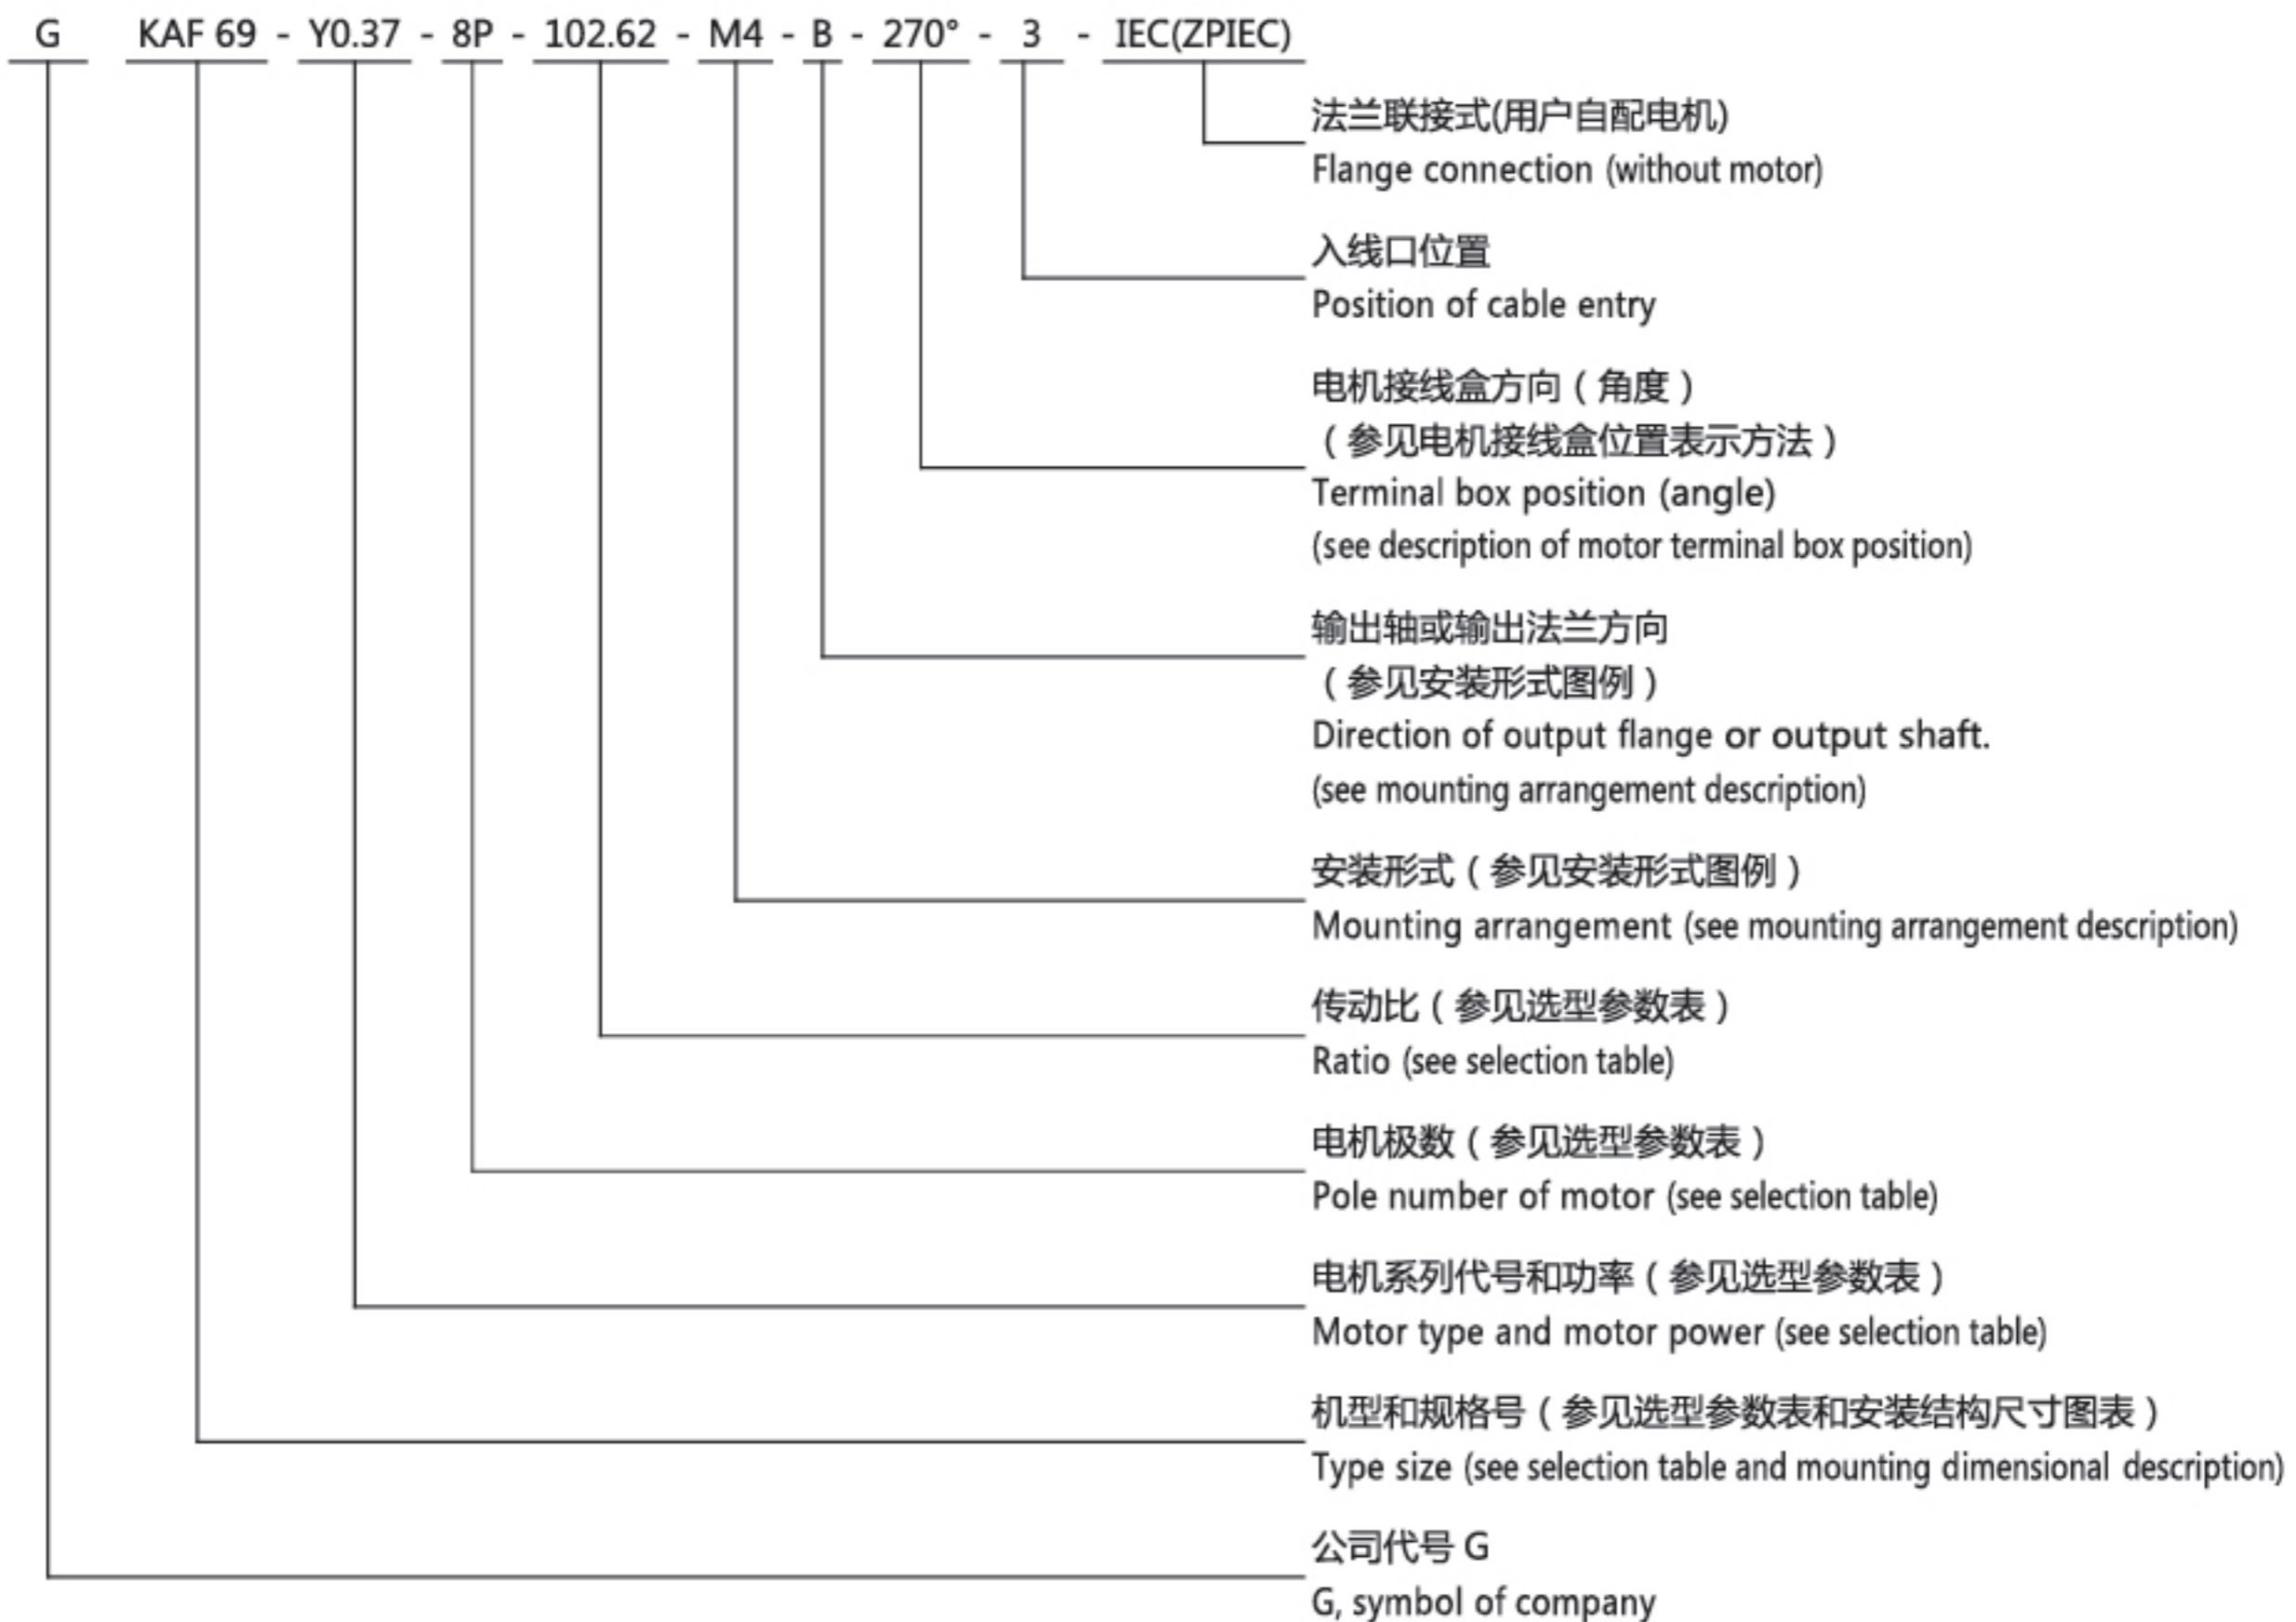 G KAF 69 - Y0.37 - 8P - 102.62 - M4 - B - 270° - 3 - IEC(ZPIEC)
法兰联接式(用户自配电机)
Flange connection (without motor)
入线口位置
Position of cable entry
电机接线盒方向（角度）
（参见电机接线盒位置表示方法）
Terminal box position (angle)
(see description of motor terminal box position)
输出轴或输出法兰方向
（参见安装形式图例）
Direction of output flange or output shaft.
(see mounting arrangement description)
安装形式（参见安装形式图例）
Mounting arrangement (see mounting arrangement description)
传动比（参见选型参数表）
Ratio (see selection table)
电机极数（参见选型参数表）
Pole number of motor (see selection table)
电机系列代号和功率（参见选型参数表）
Motor type and motor power (see selection table)
机型和规格号（参见选型参数表和安装结构尺寸图表）
Type size (see selection table and mounting dimensional description)
公司代号 G
G, symbol of company